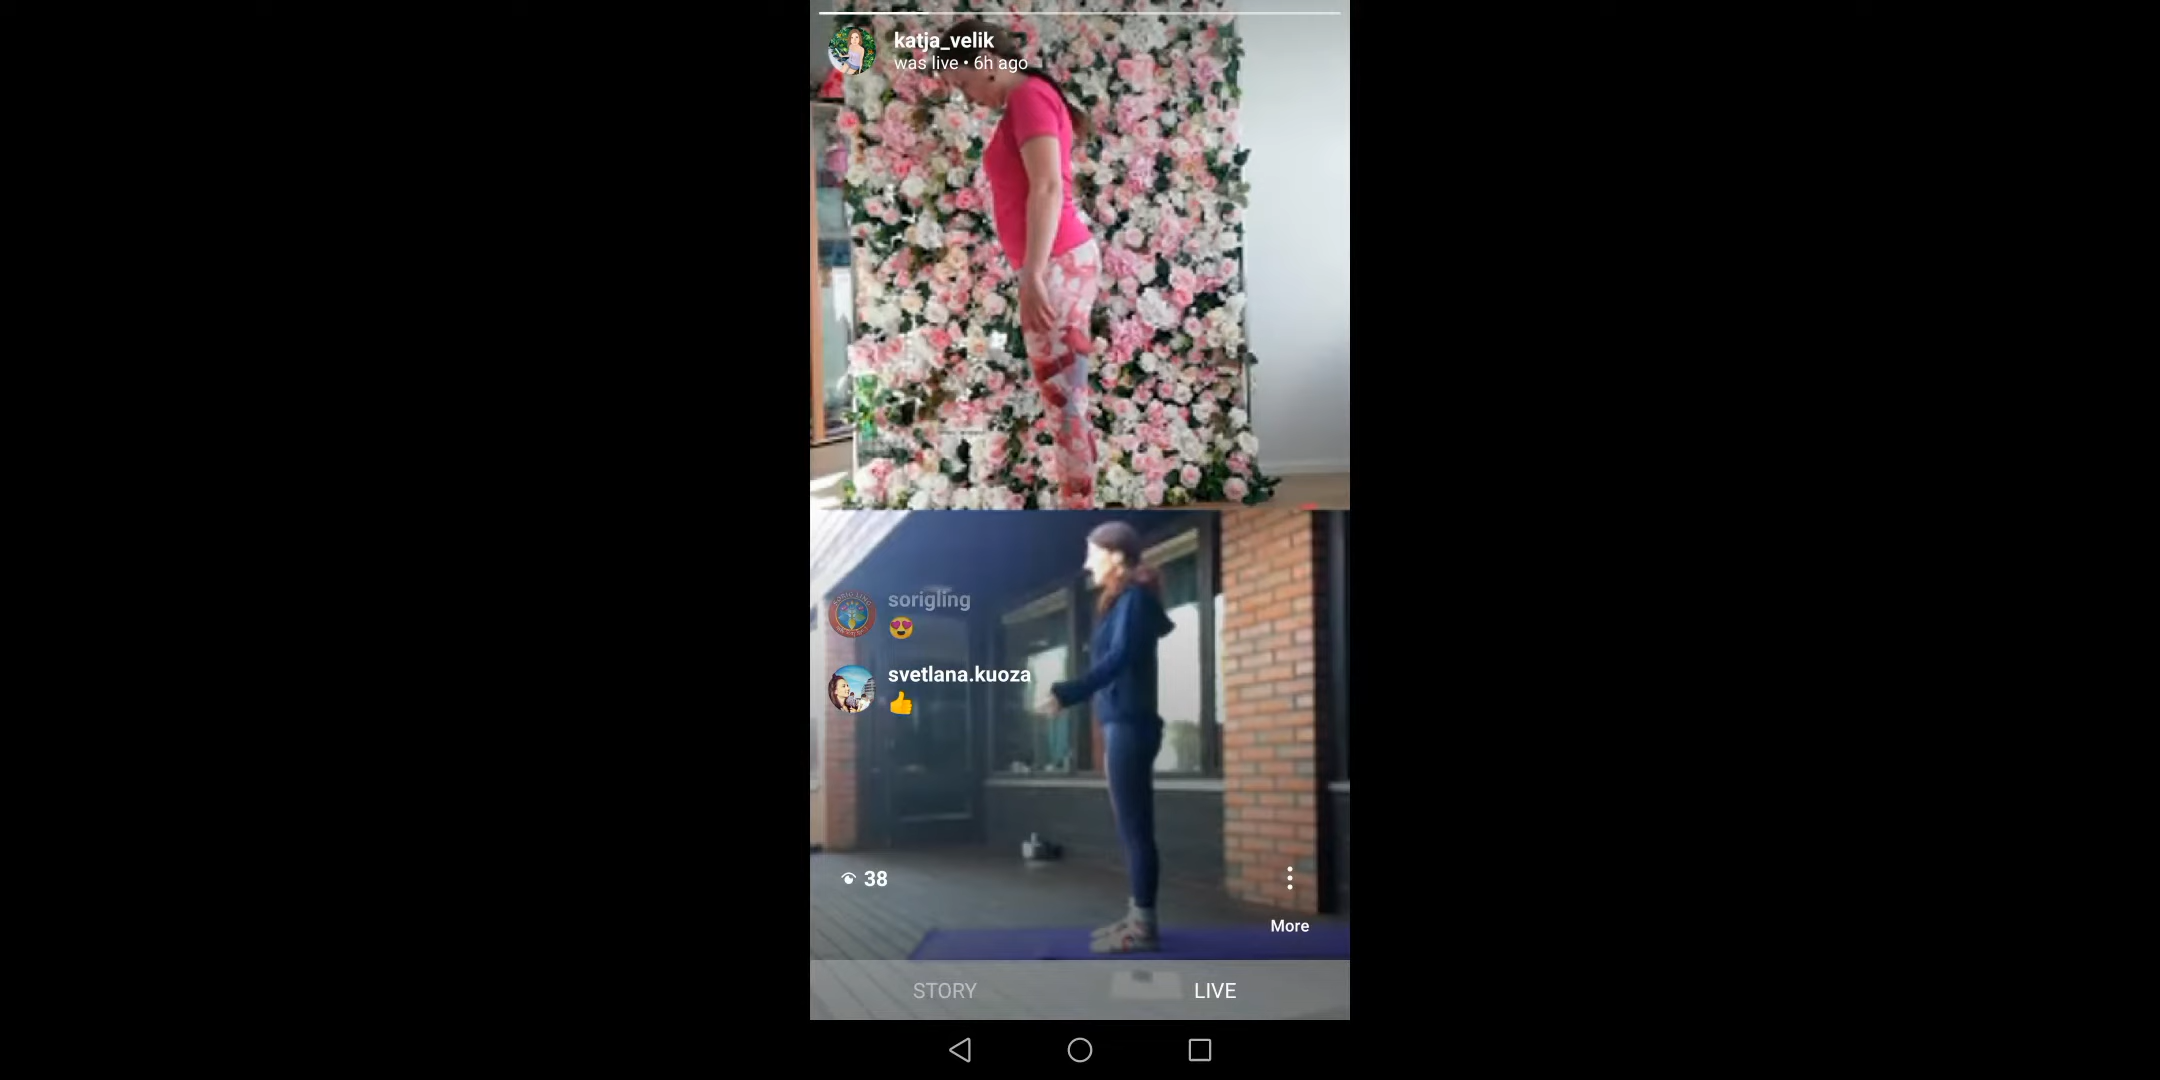 katja_velik
was live • 6h ago
sorigling
😍
svetlana.kuoza
👍
38
More
STORY
LIVE